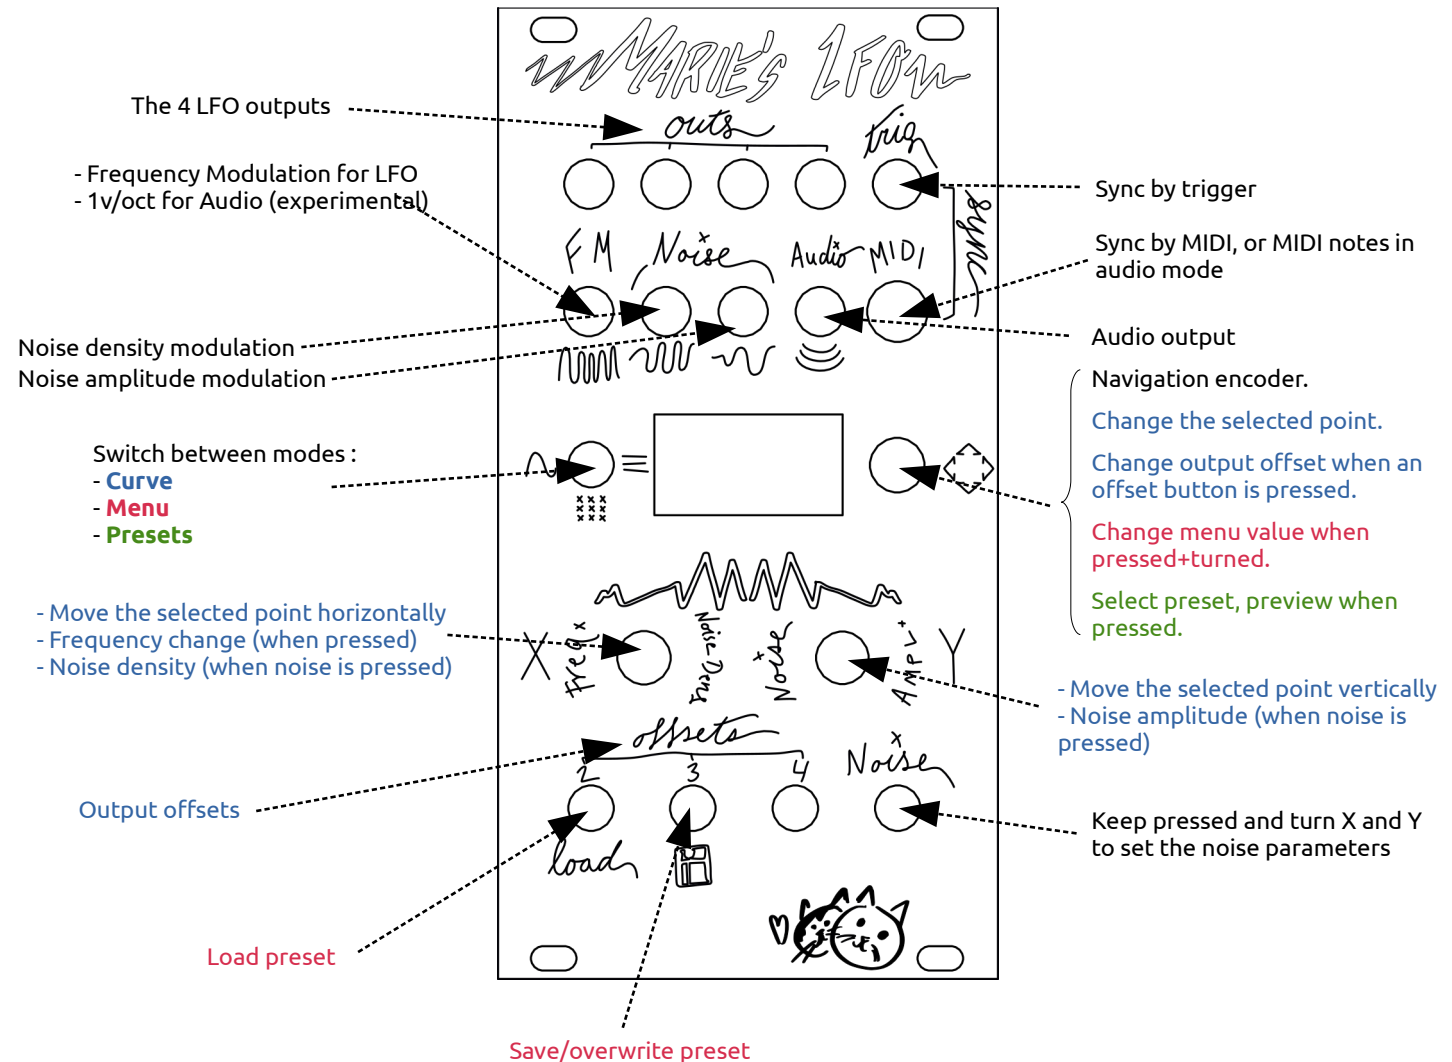 MARIE'S LFO
The 4 LFO outputs
outs
trig
- Frequency Modulation for LFO
- 1v/oct for Audio (experimental)
Sync by trigger
sync
Sync by MIDI, or MIDI notes in
audio mode
FM
Noise
Audio
MIDI
Noise density modulation
Noise amplitude modulation
Audio output
Navigation encoder.
Change the selected point.
Change output offset when an
offset button is pressed.
Change menu value when
pressed+turned.
Select preset, preview when
pressed.
Switch between modes :
- Curve
- Menu
- Presets
- Move the selected point horizontally
- Frequency change (when pressed)
- Noise density (when noise is pressed)
X
Freq
Noise Dens
Noise
AMPL
Y
- Move the selected point vertically
- Noise amplitude (when noise is
pressed)
offsets
2
3
4
Noise
Output offsets
Keep pressed and turn X and Y
to set the noise parameters
load
Load preset
Save/overwrite preset